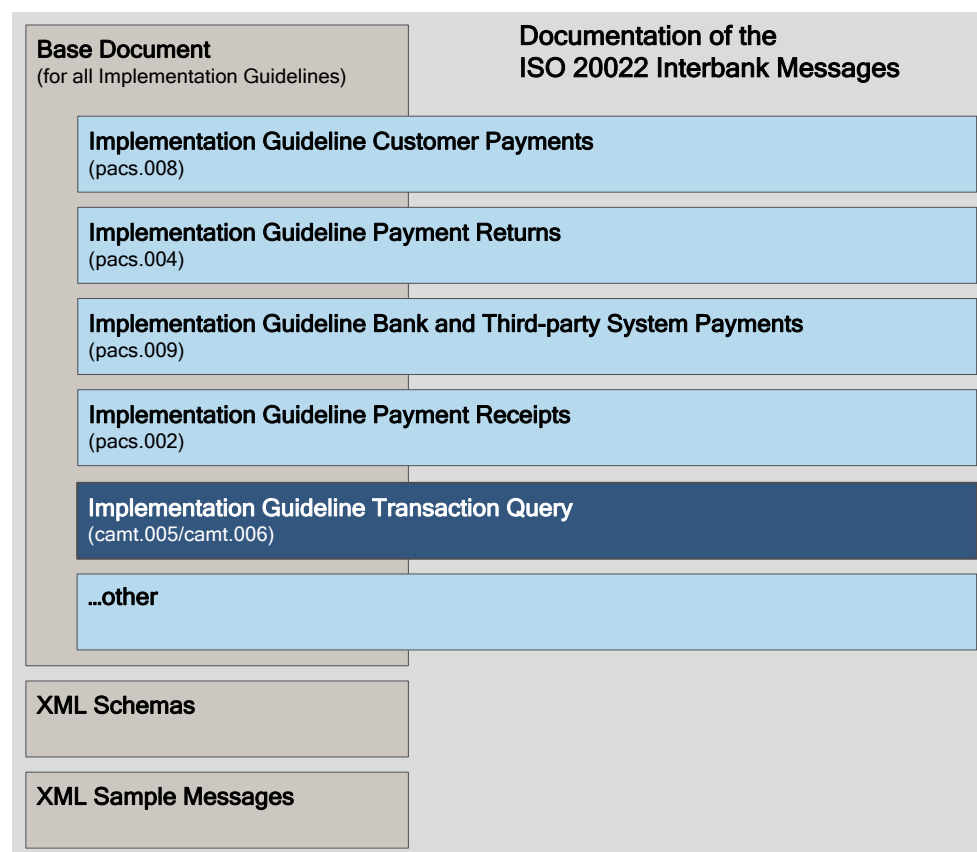 Base Document
(for all Implementation Guidelines)
Documentation of the
ISO 20022 Interbank Messages
Implementation Guideline Customer Payments
(pacs.008)
Implementation Guideline Payment Returns
(pacs.004)
Implementation Guideline Bank and Third-party System Payments
(pacs.009)
Implementation Guideline Payment Receipts
(pacs.002)
Implementation Guideline Transaction Query
(camt.005/camt.006)
…other
XML Schemas
XML Sample Messages